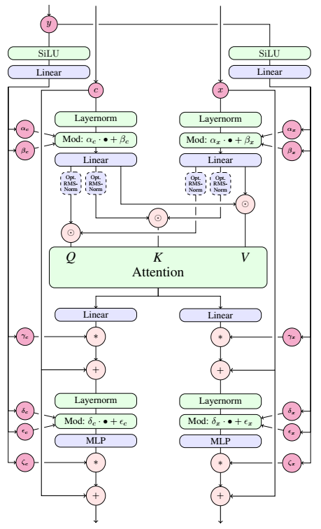 y
SiLU SiLU
Linear Linear
c x
Layernorm Layernorm
α_c α_x
Mod: α_c · • + β_c Mod: α_x · • + β_x
β_c β_x
Linear Linear
Opt. RMS-Norm Opt. RMS-Norm Opt. RMS-Norm Opt. RMS-Norm
⊙
⊙
⊙
Q K V
Attention
Linear Linear
γ_c * * γ_x
+ +
Layernorm Layernorm
δ_c δ_x
Mod: δ_c · • + ϵ_c Mod: δ_x · • + ϵ_x
ϵ_c ϵ_x
MLP MLP
ζ_c * * ζ_x
+ +